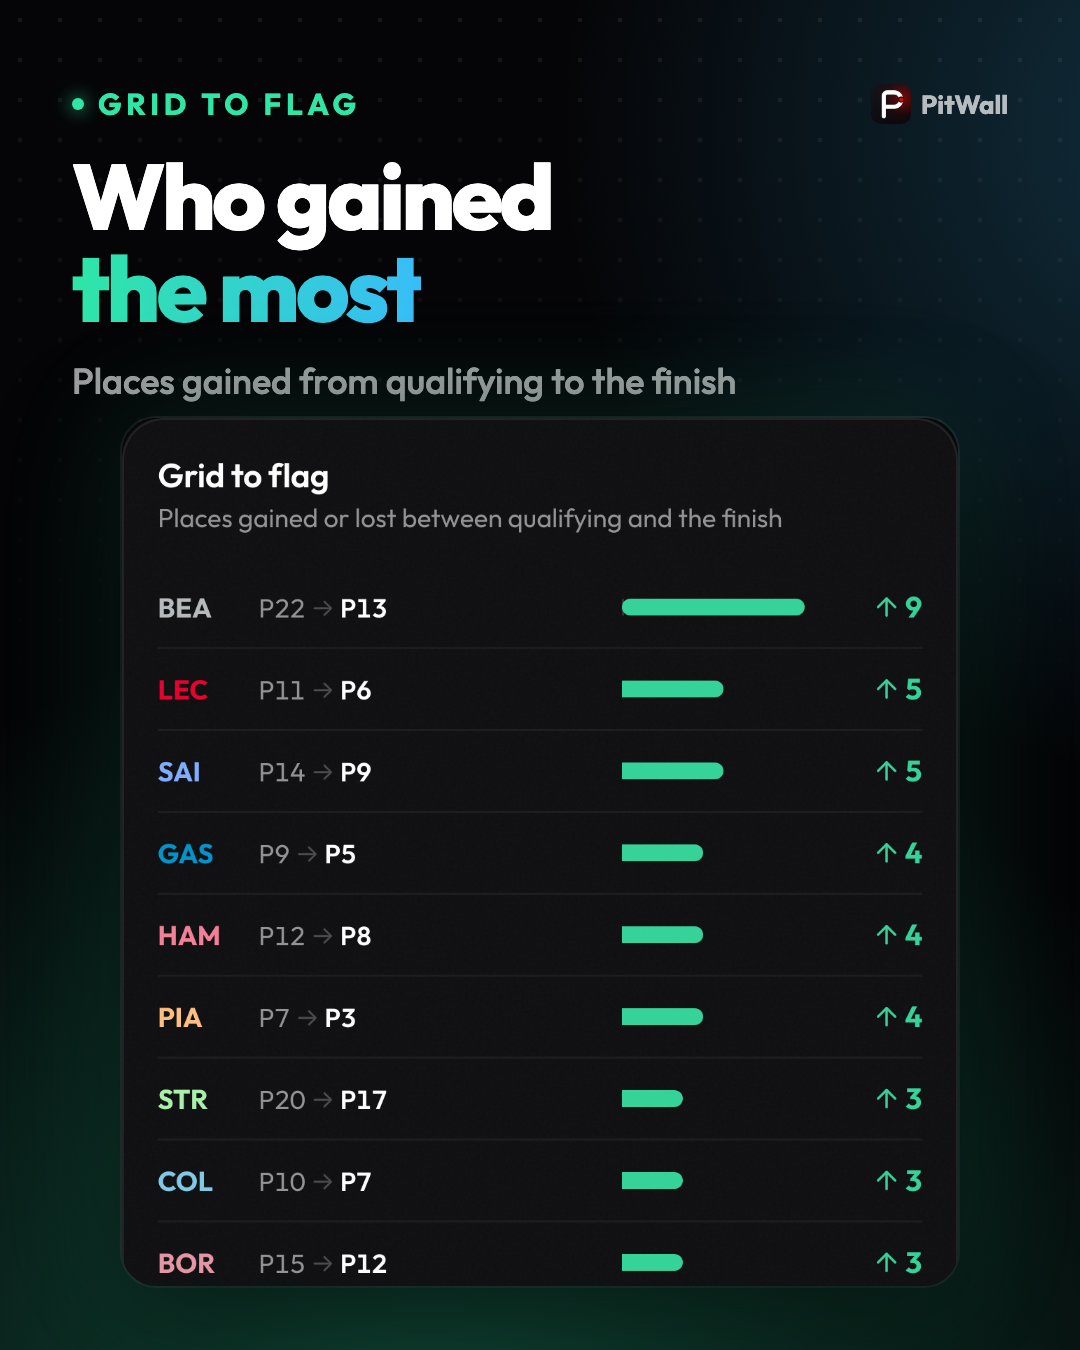 GRID TO FLAG
PitWall
Who gained
the most
Places gained from qualifying to the finish
Grid to flag
Places gained or lost between qualifying and the finish
BEA P22 → P13 ↑ 9
LEC P11 → P6 ↑ 5
SAI P14 → P9 ↑ 5
GAS P9 → P5 ↑ 4
HAM P12 → P8 ↑ 4
PIA P7 → P3 ↑ 4
STR P20 → P17 ↑ 3
COL P10 → P7 ↑ 3
BOR P15 → P12 ↑ 3